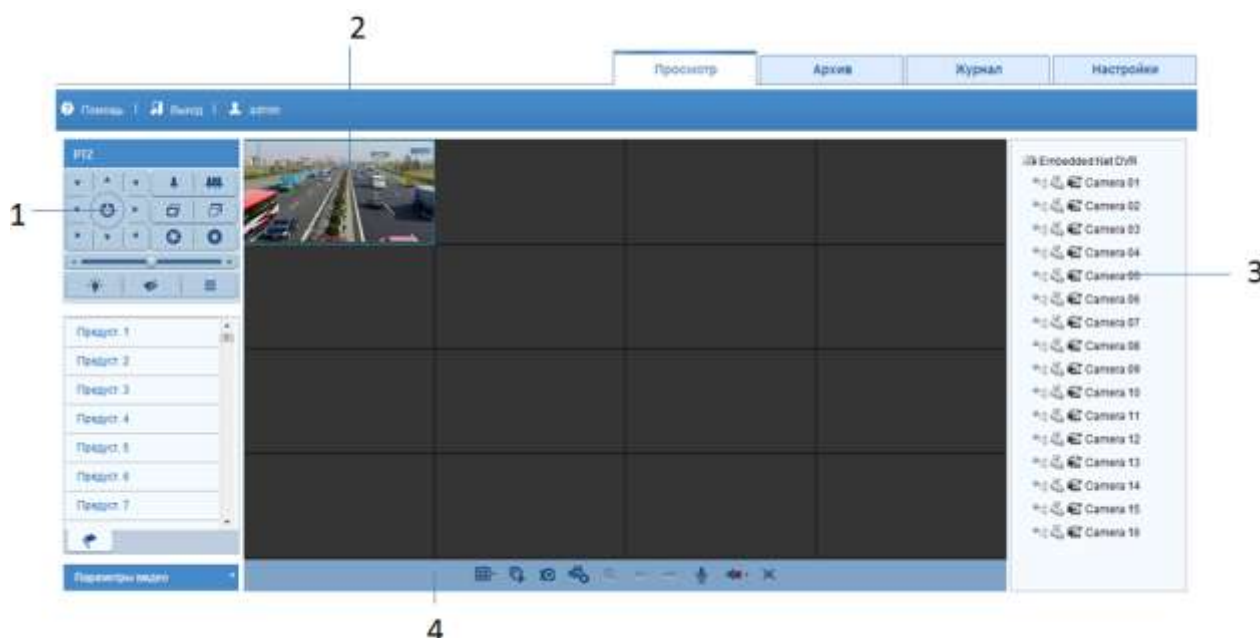 2
Просмотр
Архив
Журнал
Настройки
Помощь | Выход | admin
1
PTZ
Предуст. 1
Предуст. 2
Предуст. 3
Предуст. 4
Предуст. 5
Предуст. 6
Предуст. 7
Параметры видео
Embedded Net DVR
Camera 01
Camera 02
Camera 03
Camera 04
Camera 05
Camera 06
Camera 07
Camera 08
Camera 09
Camera 10
Camera 11
Camera 12
Camera 13
Camera 14
Camera 15
Camera 16
3
4